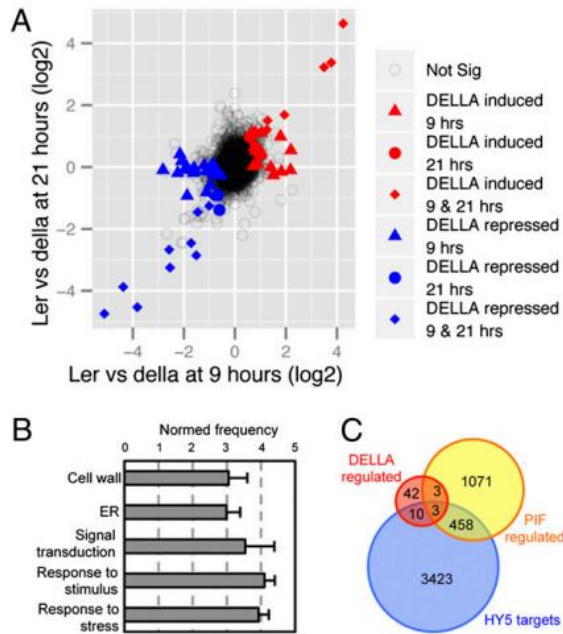 A
Ler vs della at 21 hours (log2)
4
2
0
−2
−4
−4 −2 0 2 4
Ler vs della at 9 hours (log2)
Not Sig
DELLA induced
9 hrs
DELLA induced
21 hrs
DELLA induced
9 & 21 hrs
DELLA repressed
9 hrs
DELLA repressed
21 hrs
DELLA repressed
9 & 21 hrs
B
Normed frequency
0 1 2 3 4 5
Cell wall
ER
Signal
transduction
Response to
stimulus
Response to
stress
C
DELLA
regulated
42 3 1071
10 3
458
PIF
regulated
3423
HY5 targets